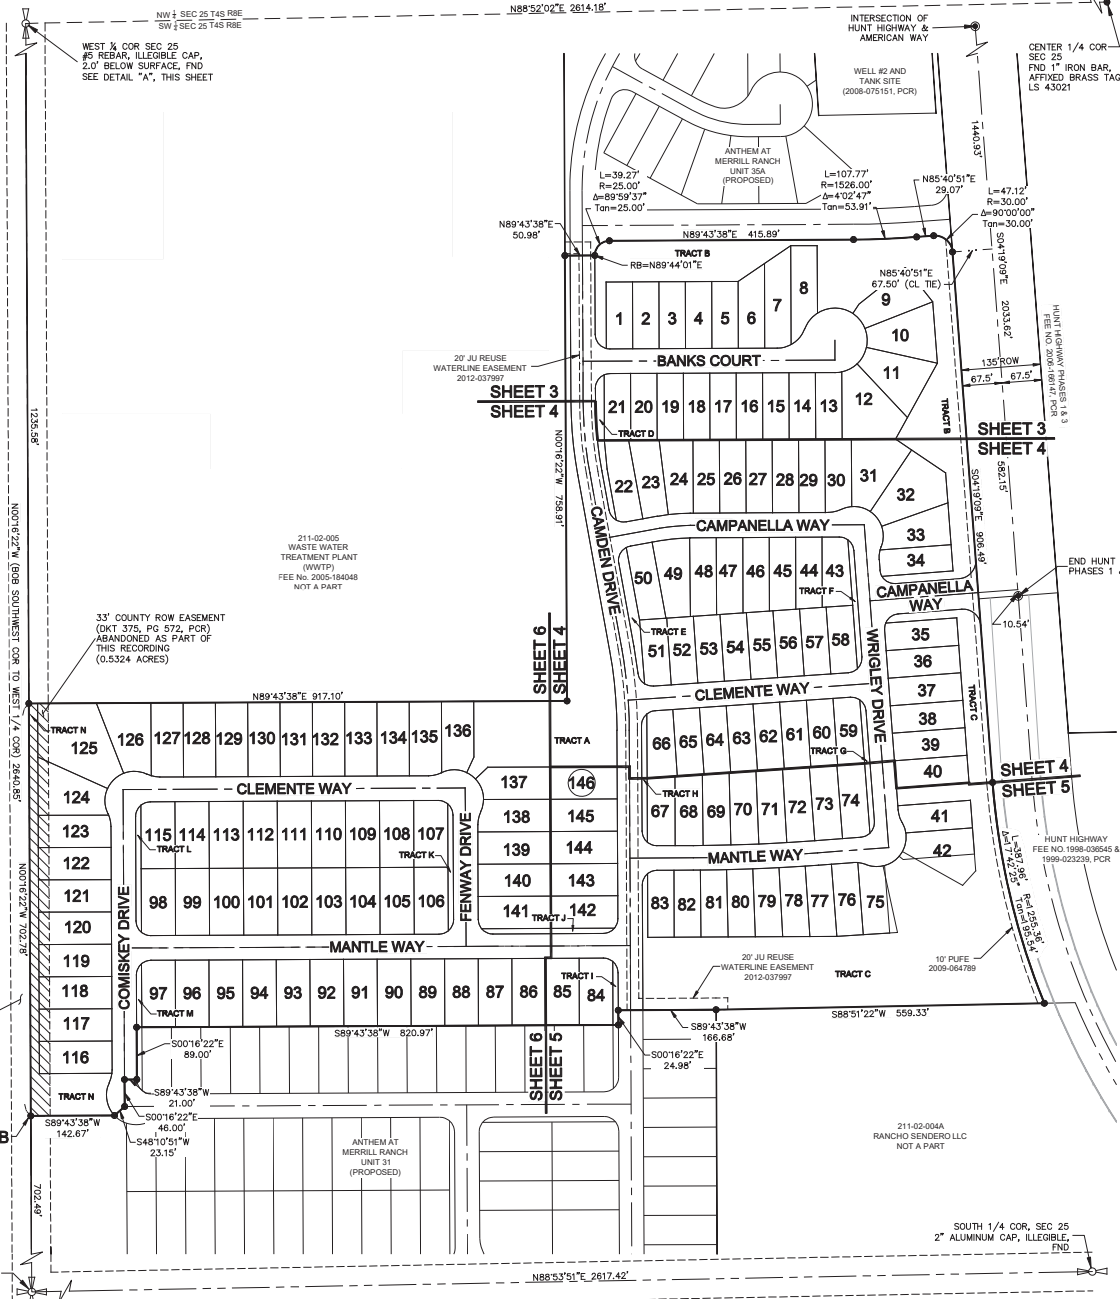 NW ¼ SEC 25 T4S R8E
SW ¼ SEC 25 T4S R8E
N88°52'02"E 2614.18'
WEST ¼ COR SEC 25
#5 REBAR, ILLEGIBLE CAP,
2.0' BELOW SURFACE, FND
SEE DETAIL "A", THIS SHEET
INTERSECTION OF
HUNT HIGHWAY &
AMERICAN WAY
CENTER 1/4 COR
SEC 25
FND 1" IRON BAR,
AFFIXED BRASS TAG
LS 43021
WELL #2 AND
TANK SITE
(2008-075151, PCR)
1440.93'
ANTHEM AT
MERRILL RANCH
UNIT 35A
(PROPOSED)
L=39.27'
R=25.00'
Δ=89°59'37"
Tan=25.00'
L=107.77'
R=1526.00'
Δ=4°02'47"
Tan=53.91'
N85°40'51"E
29.07'
L=47.12'
R=30.00'
Δ=90°00'00"
Tan=30.00'
N89°43'38"E
50.98'
N89°43'38"E 415.89'
TRACT B
RB=N89°44'01"E
N85°40'51"E
67.50' (CL TIE)
S04°19'09"E 2033.62'
HUNT HIGHWAY PHASES 1 & 3
FEE NO. 2006-168147, PCR
1 2 3 4 5 6 7 8
9
10
11
12
BANKS COURT
20' JU REUSE
WATERLINE EASEMENT
2012-037997
135' ROW
67.5' 67.5'
TRACT B
SHEET 3
SHEET 4
21 20 19 18 17 16 15 14 13
TRACT D
SHEET 3
SHEET 4
1235.58'
N00°16'22"W 758.91'
582.15'
S04°19'09"E 906.49'
22 23 24 25 26 27 28 29 30 31
32
33
34
CAMDEN DRIVE
CAMPANELLA WAY
N00°16'22"W (BOB SOUTHWEST COR TO WEST 1/4 COR) 2640.85'
211-02-005
WASTE WATER
TREATMENT PLANT
(WWTP)
FEE No. 2005-184048
NOT A PART
50 49 48 47 46 45 44 43
TRACT F
CAMPANELLA
WAY
END HUNT
PHASES 1
10.54'
33' COUNTY ROW EASEMENT
(DKT 375, PG 572, PCR)
ABANDONED AS PART OF
THIS RECORDING
(0.5324 ACRES)
TRACT E
51 52 53 54 55 56 57 58
WRIGLEY DRIVE
35
36
37
38
39
40
TRACT C
SHEET 6
SHEET 4
N89°43'38"E 917.10'
CLEMENTE WAY
TRACT N
125
126 127 128 129 130 131 132 133 134 135 136
TRACT A
66 65 64 63 62 61 60 59
TRACT G
SHEET 4
SHEET 5
124
123
122
121
120
119
118
117
116
CLEMENTE WAY
137 146
138 145
139 144
140 143
141 142
TRACT J
TRACT H
67 68 69 70 71 72 73 74
41
42
115 114 113 112 111 110 109 108 107
TRACT L
TRACT K
98 99 100 101 102 103 104 105 106
FENWAY DRIVE
MANTLE WAY
L=387.96' R=1255.36'
Δ=17°42'25" Tan=195.54'
HUNT HIGHWAY
FEE NO.1998-036545 &
1999-023239, PCR
N00°16'22"W 702.78'
COMISKEY DRIVE
MANTLE WAY
83 82 81 80 79 78 77 76 75
20' JU REUSE
WATERLINE EASEMENT
2012-037997
TRACT C
10' PUFE
2009-064789
97 96 95 94 93 92 91 90 89 88 87 86 85 84
TRACT M
TRACT I
S89°43'38"W 820.97'
SHEET 6
SHEET 5
S89°43'38"W
166.68'
S88°51'22"W 559.33'
S00°16'22"E
24.98'
S00°16'22"E
89.00'
S89°43'38"W
21.00'
S00°16'22"E
46.00'
S48°10'51"W
23.15'
TRACT N
S89°43'38"W
142.67'
B
ANTHEM AT
MERRILL RANCH
UNIT 31
(PROPOSED)
211-02-004A
RANCHO SENDERO LLC
NOT A PART
702.49'
SOUTH 1/4 COR, SEC 25
2" ALUMINUM CAP, ILLEGIBLE,
FND
N88°53'51"E 2617.42'